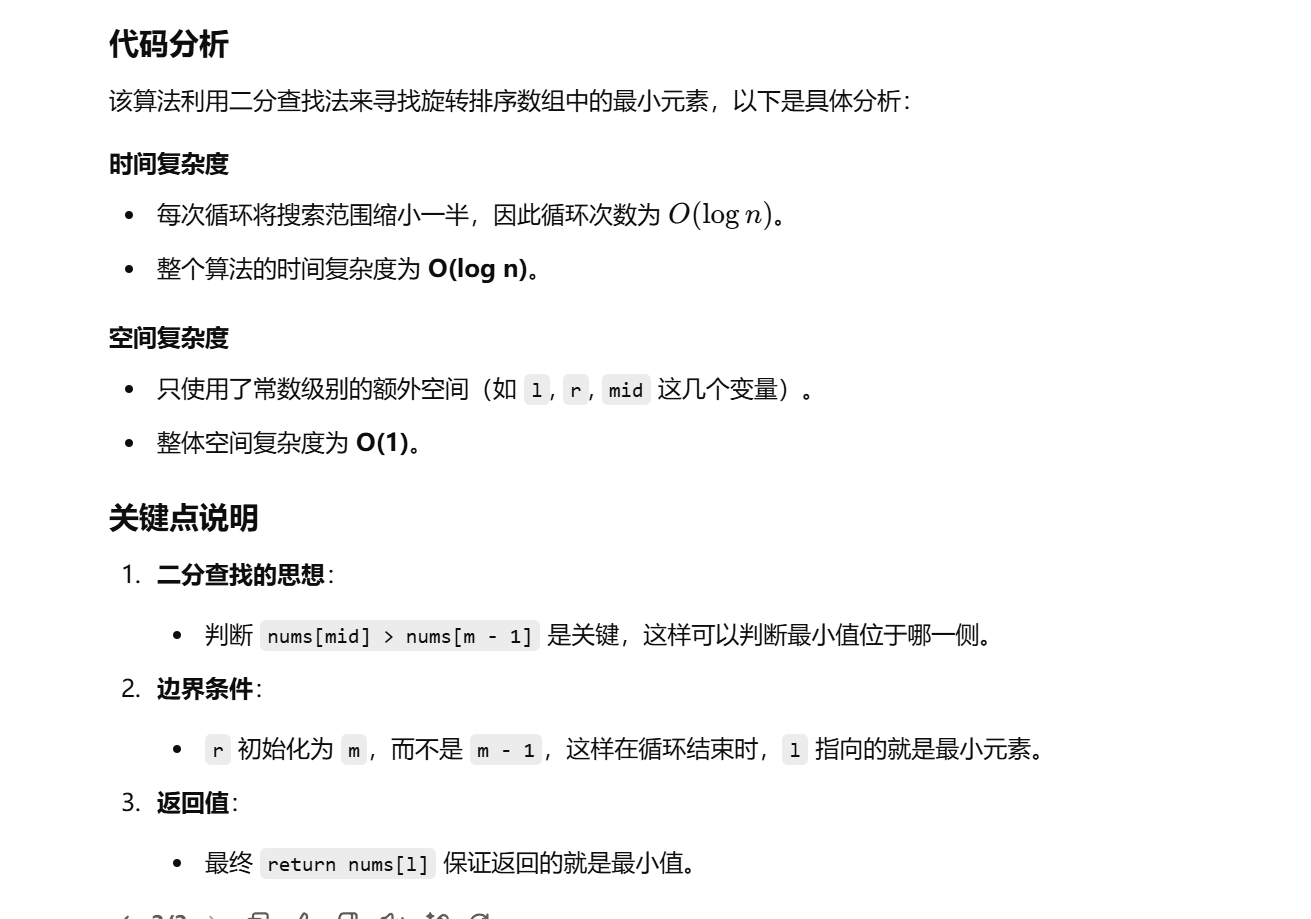 代码分析
该算法利用二分查找法来寻找旋转排序数组中的最小元素，以下是具体分析：
时间复杂度
• 每次循环将搜索范围缩小一半，因此循环次数为 O(log n)。
• 整个算法的时间复杂度为 O(log n)。
空间复杂度
• 只使用了常数级别的额外空间（如 l, r, mid 这几个变量）。
• 整体空间复杂度为 O(1)。
关键点说明
1. 二分查找的思想：
• 判断 nums[mid] > nums[m - 1] 是关键，这样可以判断最小值位于哪一侧。
2. 边界条件：
• r 初始化为 m，而不是 m - 1，这样在循环结束时，l 指向的就是最小元素。
3. 返回值：
• 最终 return nums[l] 保证返回的就是最小值。